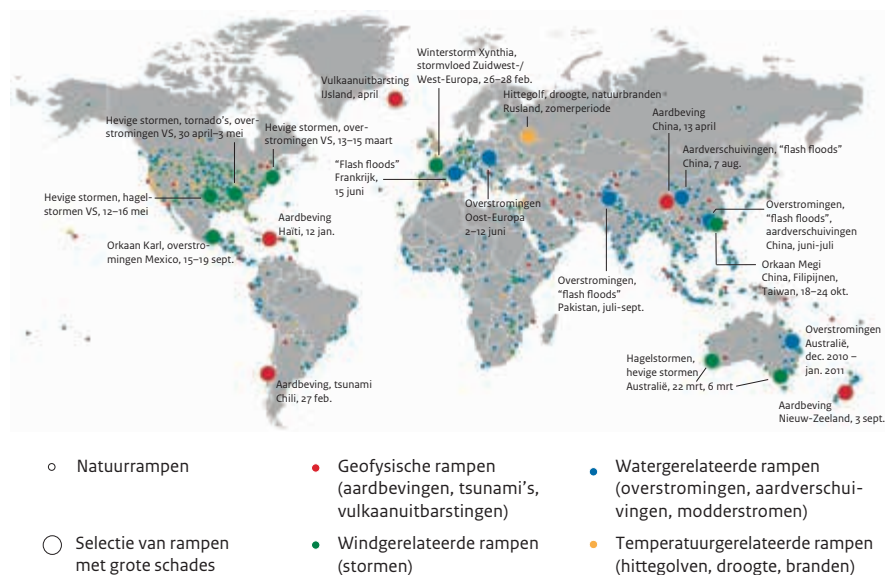 Winterstorm Xynthia,
stormvloed Zuidwest-/
West-Europa, 26–28 feb.
Vulkaanuitbarsting
IJsland, april
Hittegolf, droogte, natuurbranden
Rusland, zomerperiode
Aardbeving
China, 13 april
Hevige stormen, tornado's, over-
stromingen VS, 30 april–3 mei
Hevige stormen, over-
stromingen VS, 13–15 maart
Aardverschuivingen, "flash floods"
China, 7 aug.
"Flash floods"
Frankrijk,
15 juni
Hevige stormen, hagel-
stormen VS, 12–16 mei
Overstromingen
Oost-Europa
2–12 juni
Overstromingen,
"flash floods",
aardverschuivingen
China, juni-juli
Aardbeving
Haïti, 12 jan.
Orkaan Karl, overstro-
mingen Mexico, 15–19 sept.
Orkaan Megi
China, Filipijnen,
Taiwan, 18–24 okt.
Overstromingen,
"flash floods"
Pakistan, juli-sept.
Overstromingen
Australië,
dec. 2010 –
jan. 2011
Hagelstormen,
hevige stormen
Australië, 22 mrt, 6 mrt
Aardbeving, tsunami
Chili, 27 feb.
Aardbeving
Nieuw-Zeeland, 3 sept.
Natuurrampen
Geofysische rampen
(aardbevingen, tsunami's,
vulkaanuitbarstingen)
Watergerelateerde rampen
(overstromingen, aardverschui-
vingen, modderstromen)
Selectie van rampen
met grote schades
Windgerelateerde rampen
(stormen)
Temperatuurgerelateerde rampen
(hittegolven, droogte, branden)